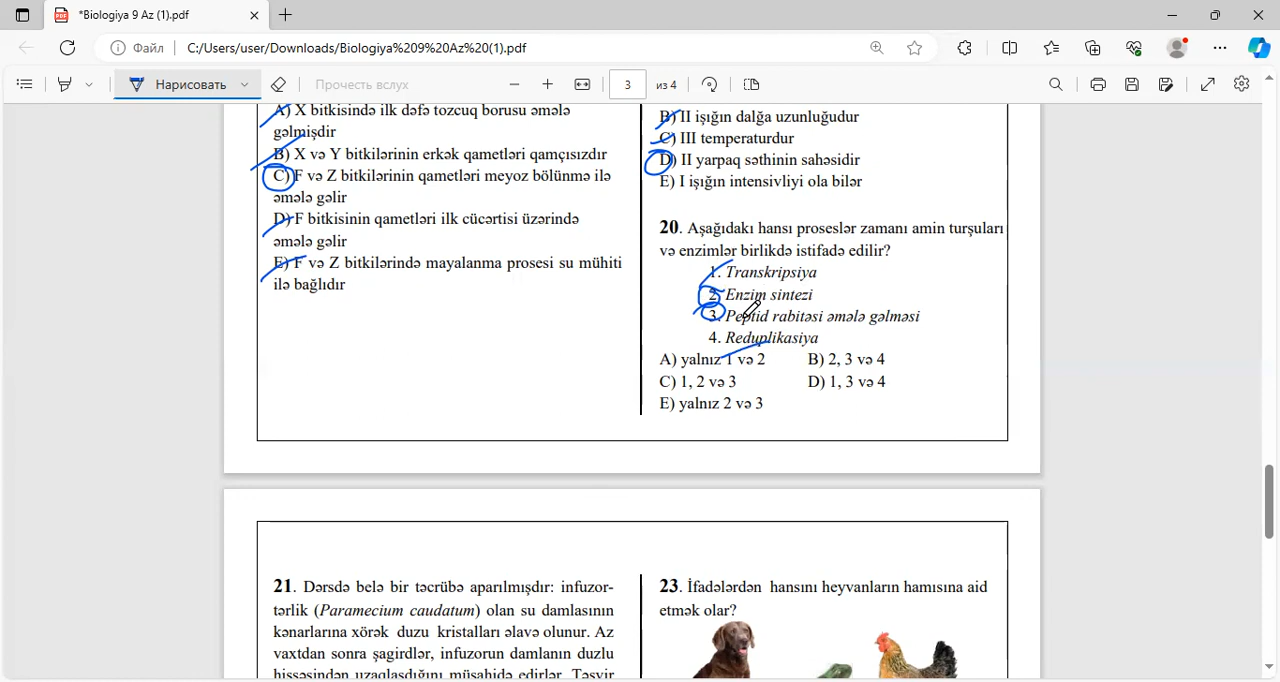 *Biologiya 9 Az (1).pdf
Файл
C:/Users/user/Downloads/Biologiya%209%20Az%20(1).pdf
Нарисовать
Прочесть вслух
3
из 4
A) X bitkisində ilk dəfə tozcuq borusu əmələ
gəlmişdir
B) X və Y bitkilərinin erkək qametləri qamçısızdır
C) F və Z bitkilərinin qametləri meyoz bölünmə ilə
əmələ gəlir
D) F bitkisinin qametləri ilk cücərtisi üzərində
əmələ gəlir
E) F və Z bitkilərində mayalanma prosesi su mühiti
ilə bağlıdır
B) II işığın dalğa uzunluğudur
C) III temperaturdur
D) II yarpaq səthinin sahəsidir
E) I işığın intensivliyi ola bilər
20. Aşağıdakı hansı proseslər zamanı amin turşuları
və enzimlər birlikdə istifadə edilir?
1. Transkripsiya
2. Enzim sintezi
3. Peptid rabitəsi əmələ gəlməsi
4. Reduplikasiya
A) yalnız 1 və 2 B) 2, 3 və 4
C) 1, 2 və 3 D) 1, 3 və 4
E) yalnız 2 və 3
21. Dərsdə belə bir təcrübə aparılmışdır: infuzor-
tərlik (Paramecium caudatum) olan su damlasının
kənarlarına xörək duzu kristalları əlavə olunur. Az
vaxtdan sonra şagirdlər, infuzorun damlanın duzlu
hissəsindən uzaqlaşdığını müşahidə edirlər. Təsvir
23. İfadələrdən hansını heyvanların hamısına aid
etmək olar?